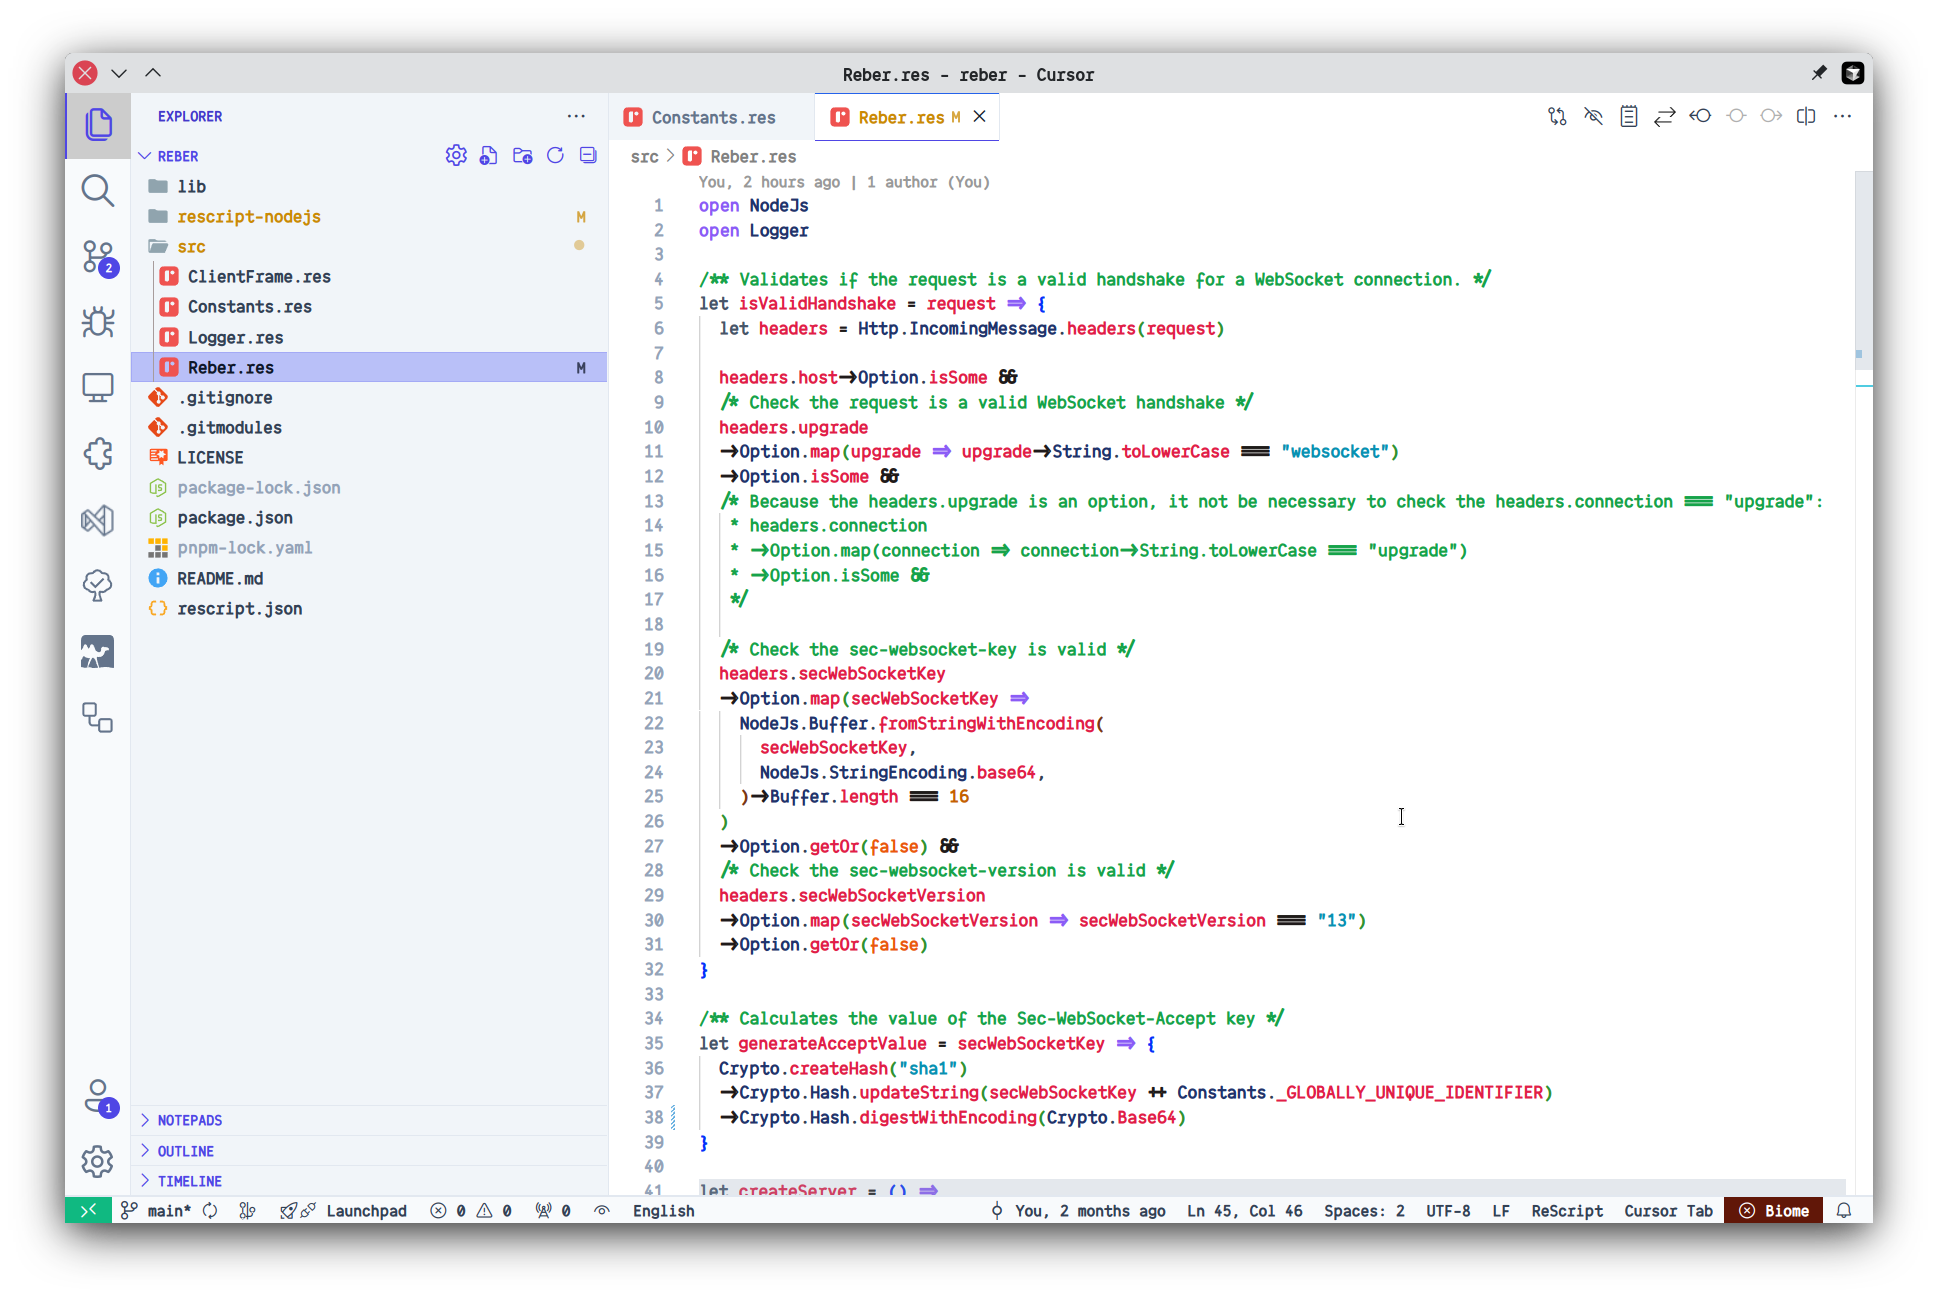 Reber.res - reber - Cursor
EXPLORER
REBER
lib
rescript-nodejs M
src
ClientFrame.res
Constants.res
Logger.res
Reber.res M
.gitignore
.gitmodules
LICENSE
package-lock.json
package.json
pnpm-lock.yaml
README.md
rescript.json
NOTEPADS
OUTLINE
TIMELINE
2
1
Constants.res
Reber.res M
src > Reber.res
You, 2 hours ago | 1 author (You)
1 open NodeJs
2 open Logger
3
4 /** Validates if the request is a valid handshake for a WebSocket connection. */
5 let isValidHandshake = request => {
6 let headers = Http.IncomingMessage.headers(request)
7
8 headers.host->Option.isSome &&
9 /* Check the request is a valid WebSocket handshake */
10 headers.upgrade
11 ->Option.map(upgrade => upgrade->String.toLowerCase === "websocket")
12 ->Option.isSome &&
13 /* Because the headers.upgrade is an option, it not be necessary to check the headers.connection === "upgrade":
14 * headers.connection
15 * ->Option.map(connection => connection->String.toLowerCase === "upgrade")
16 * ->Option.isSome &&
17 */
18
19 /* Check the sec-websocket-key is valid */
20 headers.secWebSocketKey
21 ->Option.map(secWebSocketKey =>
22 NodeJs.Buffer.fromStringWithEncoding(
23 secWebSocketKey,
24 NodeJs.StringEncoding.base64,
25 )->Buffer.length === 16
26 )
27 ->Option.getOr(false) &&
28 /* Check the sec-websocket-version is valid */
29 headers.secWebSocketVersion
30 ->Option.map(secWebSocketVersion => secWebSocketVersion === "13")
31 ->Option.getOr(false)
32 }
33
34 /** Calculates the value of the Sec-WebSocket-Accept key */
35 let generateAcceptValue = secWebSocketKey => {
36 Crypto.createHash("sha1")
37 ->Crypto.Hash.updateString(secWebSocketKey ++ Constants._GLOBALLY_UNIQUE_IDENTIFIER)
38 ->Crypto.Hash.digestWithEncoding(Crypto.Base64)
39 }
40
41 let createServer = () =>
main* Launchpad 0 0 0 English You, 2 months ago Ln 45, Col 46 Spaces: 2 UTF-8 LF ReScript Cursor Tab Biome